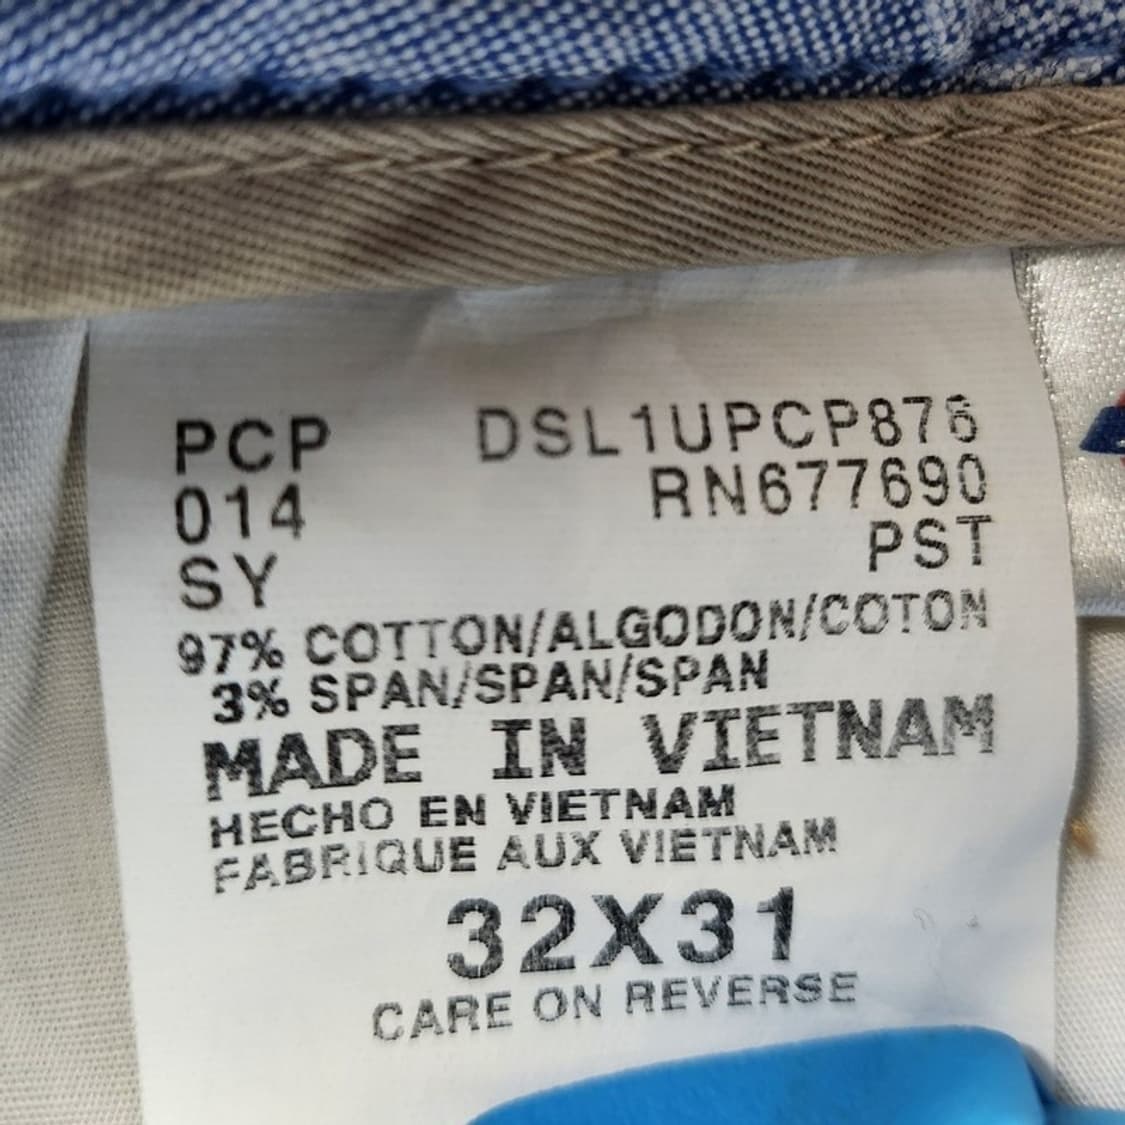 PCP DSL1UPCP876
014 RN677690
SY PST
97% COTTON/ALGODON/COTON
3% SPAN/SPAN/SPAN
MADE IN VIETNAM
HECHO EN VIETNAM
FABRIQUE AUX VIETNAM
32X31
CARE ON REVERSE